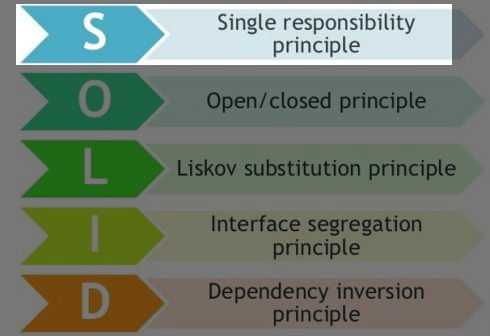 S
Single responsibility
principle
O
Open/closed principle
L
Liskov substitution principle
I
Interface segregation
principle
D
Dependency inversion
principle